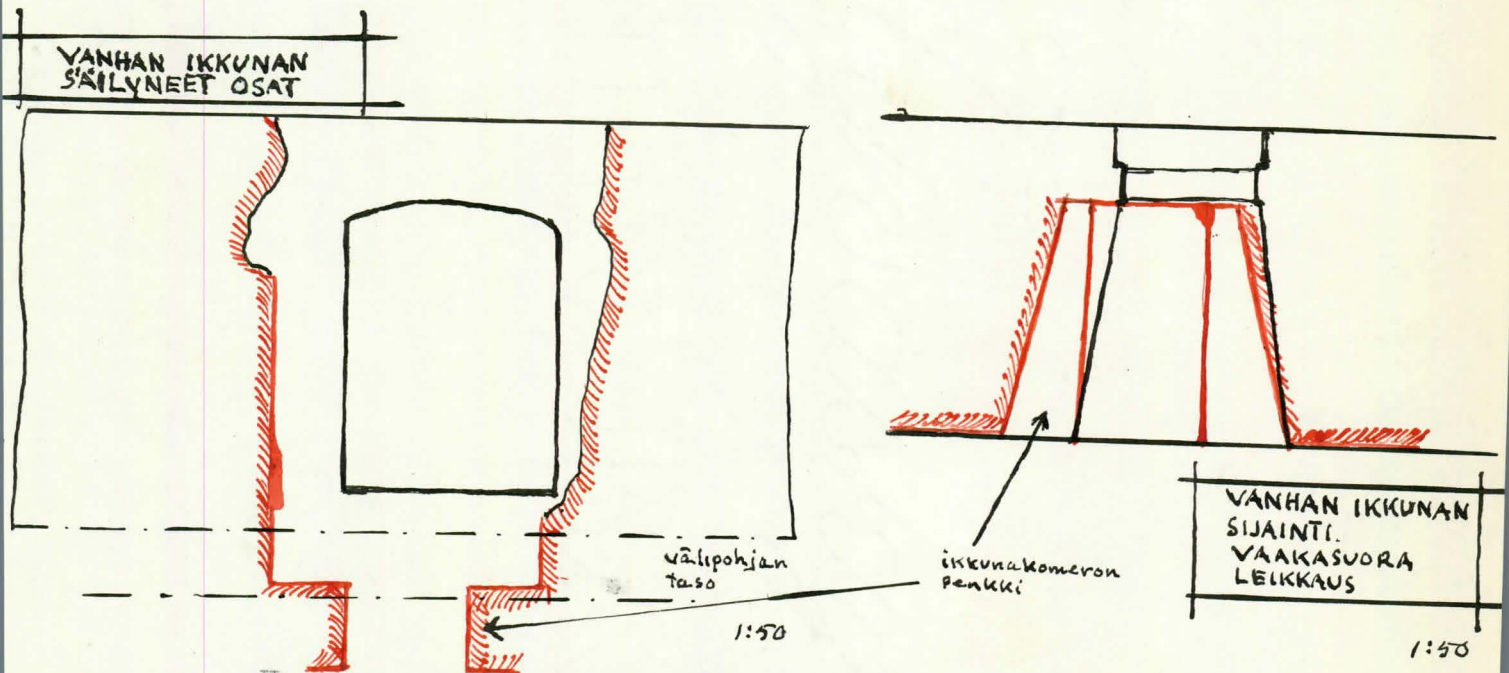 VANHAN IKKUNAN
SÄILYNEET OSAT
välipohjan
taso
1:50
ikkunakomeron
penkki
VANHAN IKKUNAN
SIJAINTI.
VAAKASUORA
LEIKKAUS
1:50